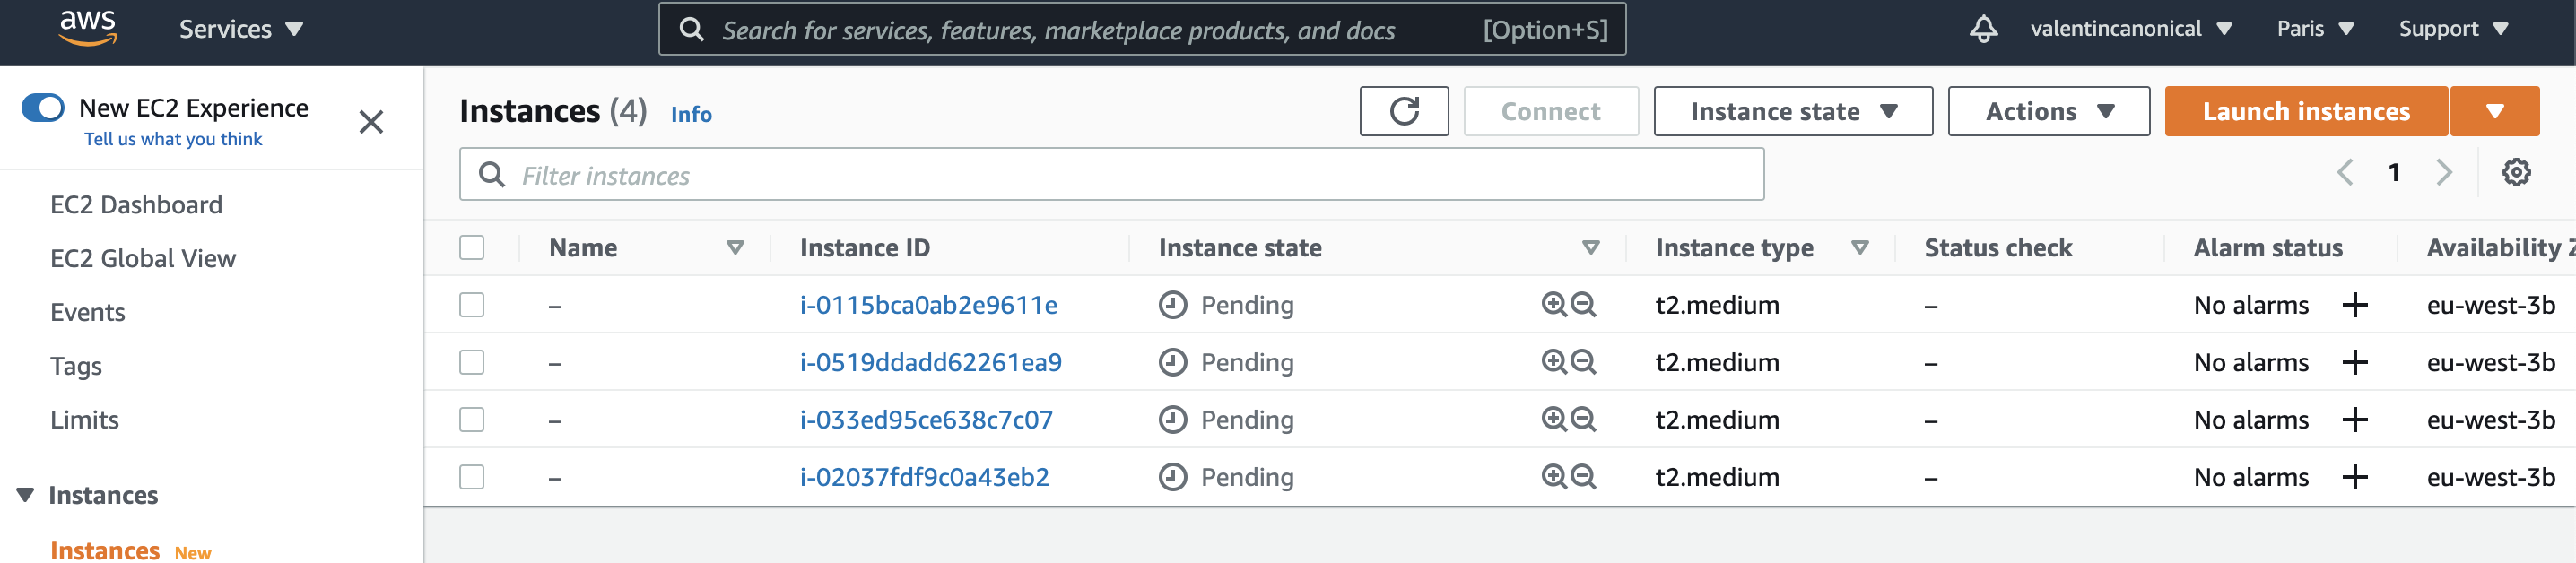 aws Services Search for services, features, marketplace products, and docs [Option+S] valentincanonical Paris Support
New EC2 Experience
Tell us what you think
EC2 Dashboard
EC2 Global View
Events
Tags
Limits
Instances
Instances New
Instances (4) Info Connect Instance state Actions Launch instances
Filter instances 1
Name Instance ID Instance state Instance type Status check Alarm status Availability Z
– i-0115bca0ab2e9611e Pending t2.medium – No alarms + eu-west-3b
– i-0519ddadd62261ea9 Pending t2.medium – No alarms + eu-west-3b
– i-033ed95ce638c7c07 Pending t2.medium – No alarms + eu-west-3b
– i-02037fdf9c0a43eb2 Pending t2.medium – No alarms + eu-west-3b